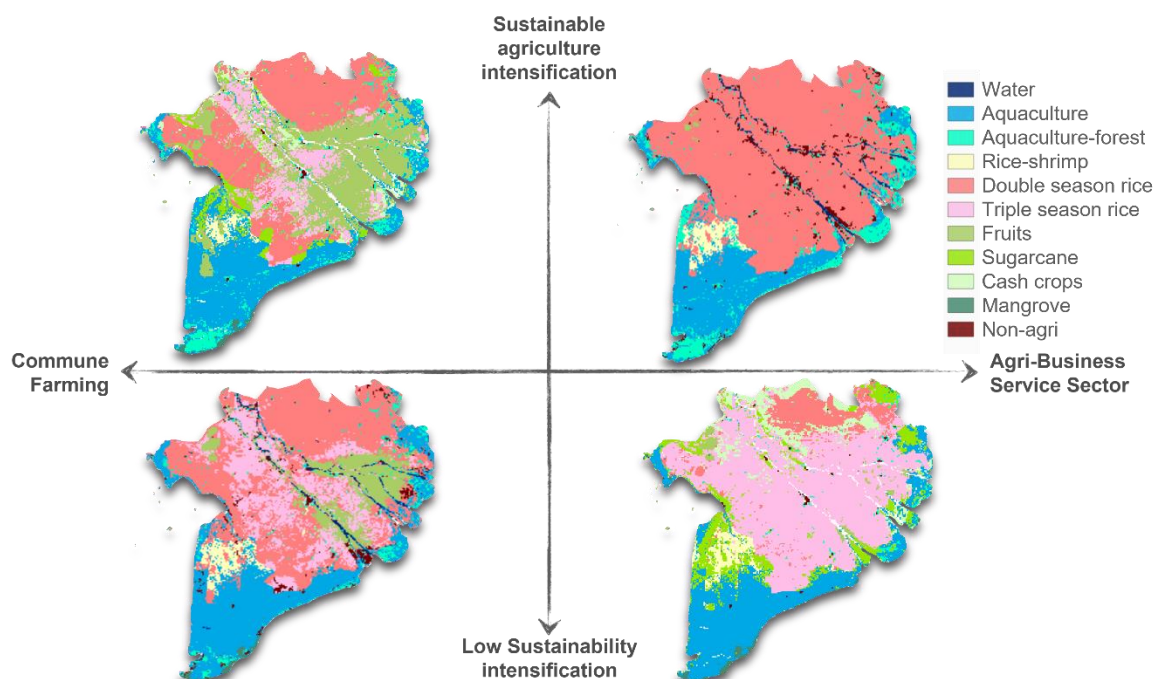 Sustainable
agriculture
intensification
Water
Aquaculture
Aquaculture-forest
Rice-shrimp
Double season rice
Triple season rice
Fruits
Sugarcane
Cash crops
Mangrove
Non-agri
Commune
Farming
Agri-Business
Service Sector
Low Sustainability
intensification